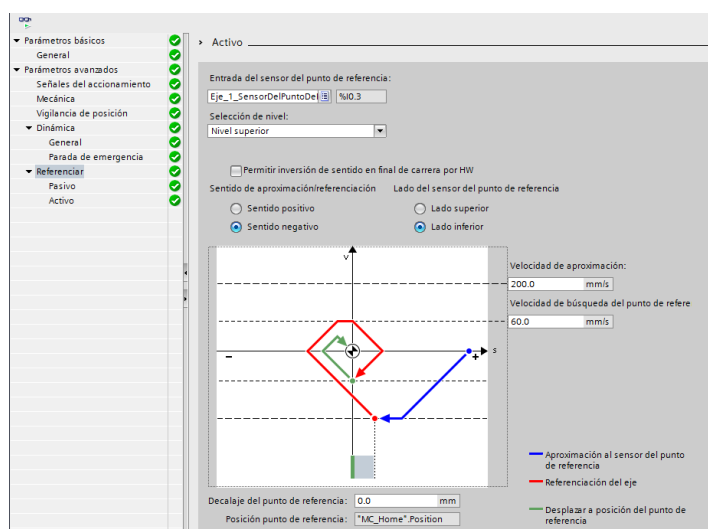 Parámetros básicos
General
Parámetros avanzados
Señales del accionamiento
Mecánica
Vigilancia de posición
Dinámica
General
Parada de emergencia
Referenciar
Pasivo
Activo
Activo
Entrada del sensor del punto de referencia:
Eje_1_SensorDelPuntoDel %I0.3
Selección de nivel:
Nivel superior
Permitir inversión de sentido en final de carrera por HW
Sentido de aproximación/referenciación Lado del sensor del punto de referencia
Sentido positivo Lado superior
Sentido negativo Lado inferior
v
Velocidad de aproximación:
200.0 mm/s
Velocidad de búsqueda del punto de refere
60.0 mm/s
− + s
Aproximación al sensor del punto
de referencia
Referenciación del eje
Desplazar a posición del punto de
referencia
Decalaje del punto de referencia: 0.0 mm
Posición punto de referencia: "MC_Home".Position